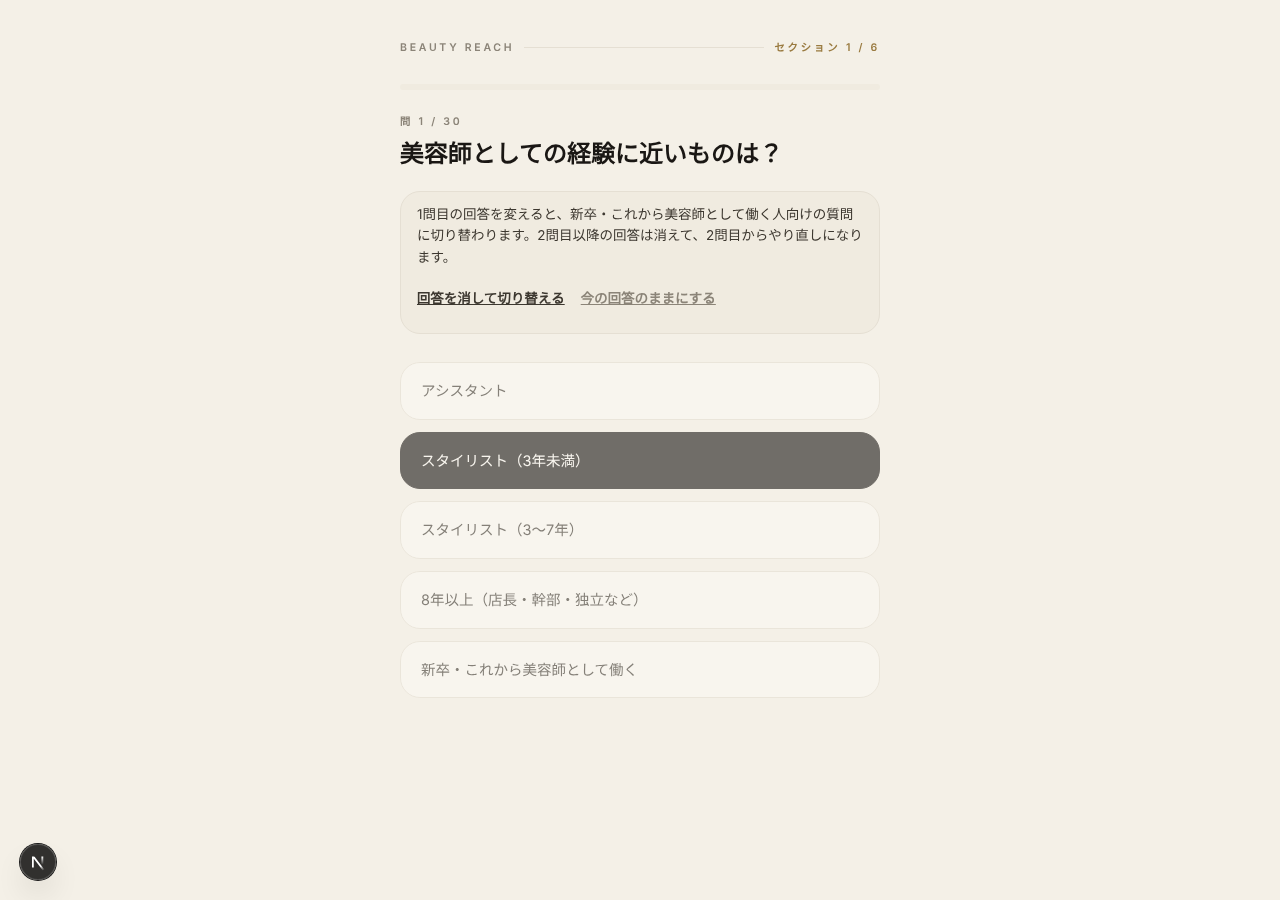 BEAUTY REACH
セクション 1 / 6
問 1 / 30
美容師としての経験に近いものは？
1問目の回答を変えると、新卒・これから美容師として働く人向けの質問
に切り替わります。2問目以降の回答は消えて、2問目からやり直しになり
ます。
回答を消して切り替える 今の回答のままにする
アシスタント
スタイリスト（3年未満）
スタイリスト（3〜7年）
8年以上（店長・幹部・独立など）
新卒・これから美容師として働く
N